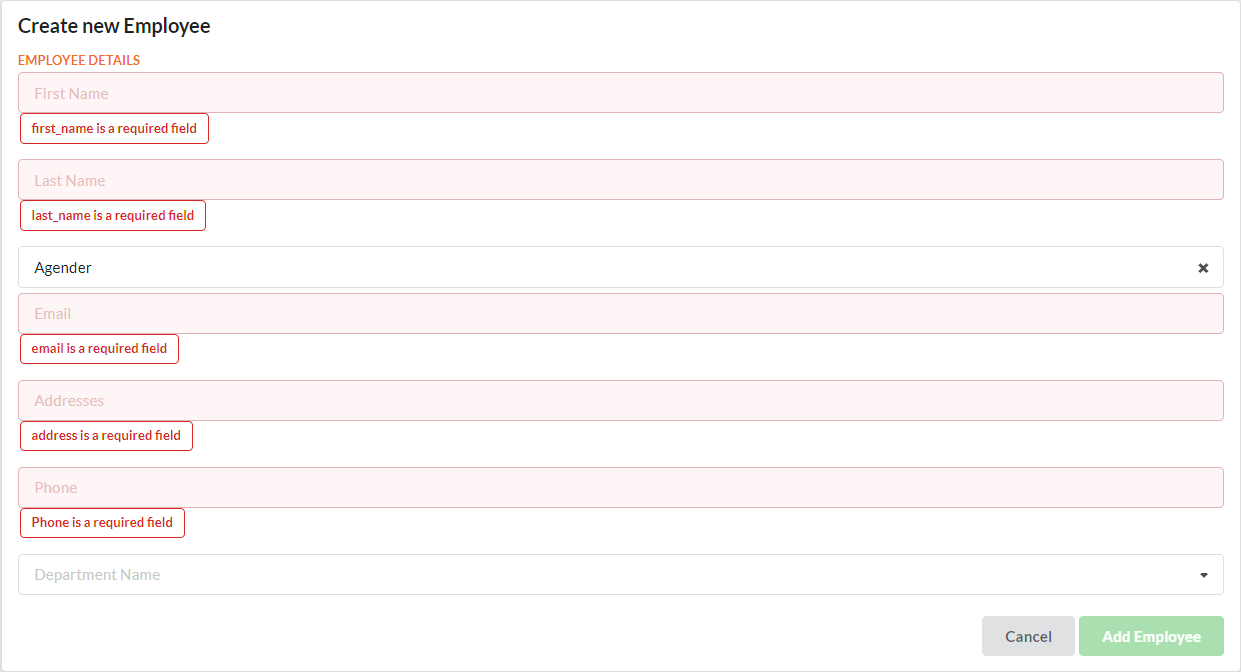 Create new Employee
EMPLOYEE DETAILS
First Name
first_name is a required field
Last Name
last_name is a required field
Agender
Email
email is a required field
Addresses
address is a required field
Phone
Phone is a required field
Department Name
Cancel Add Employee